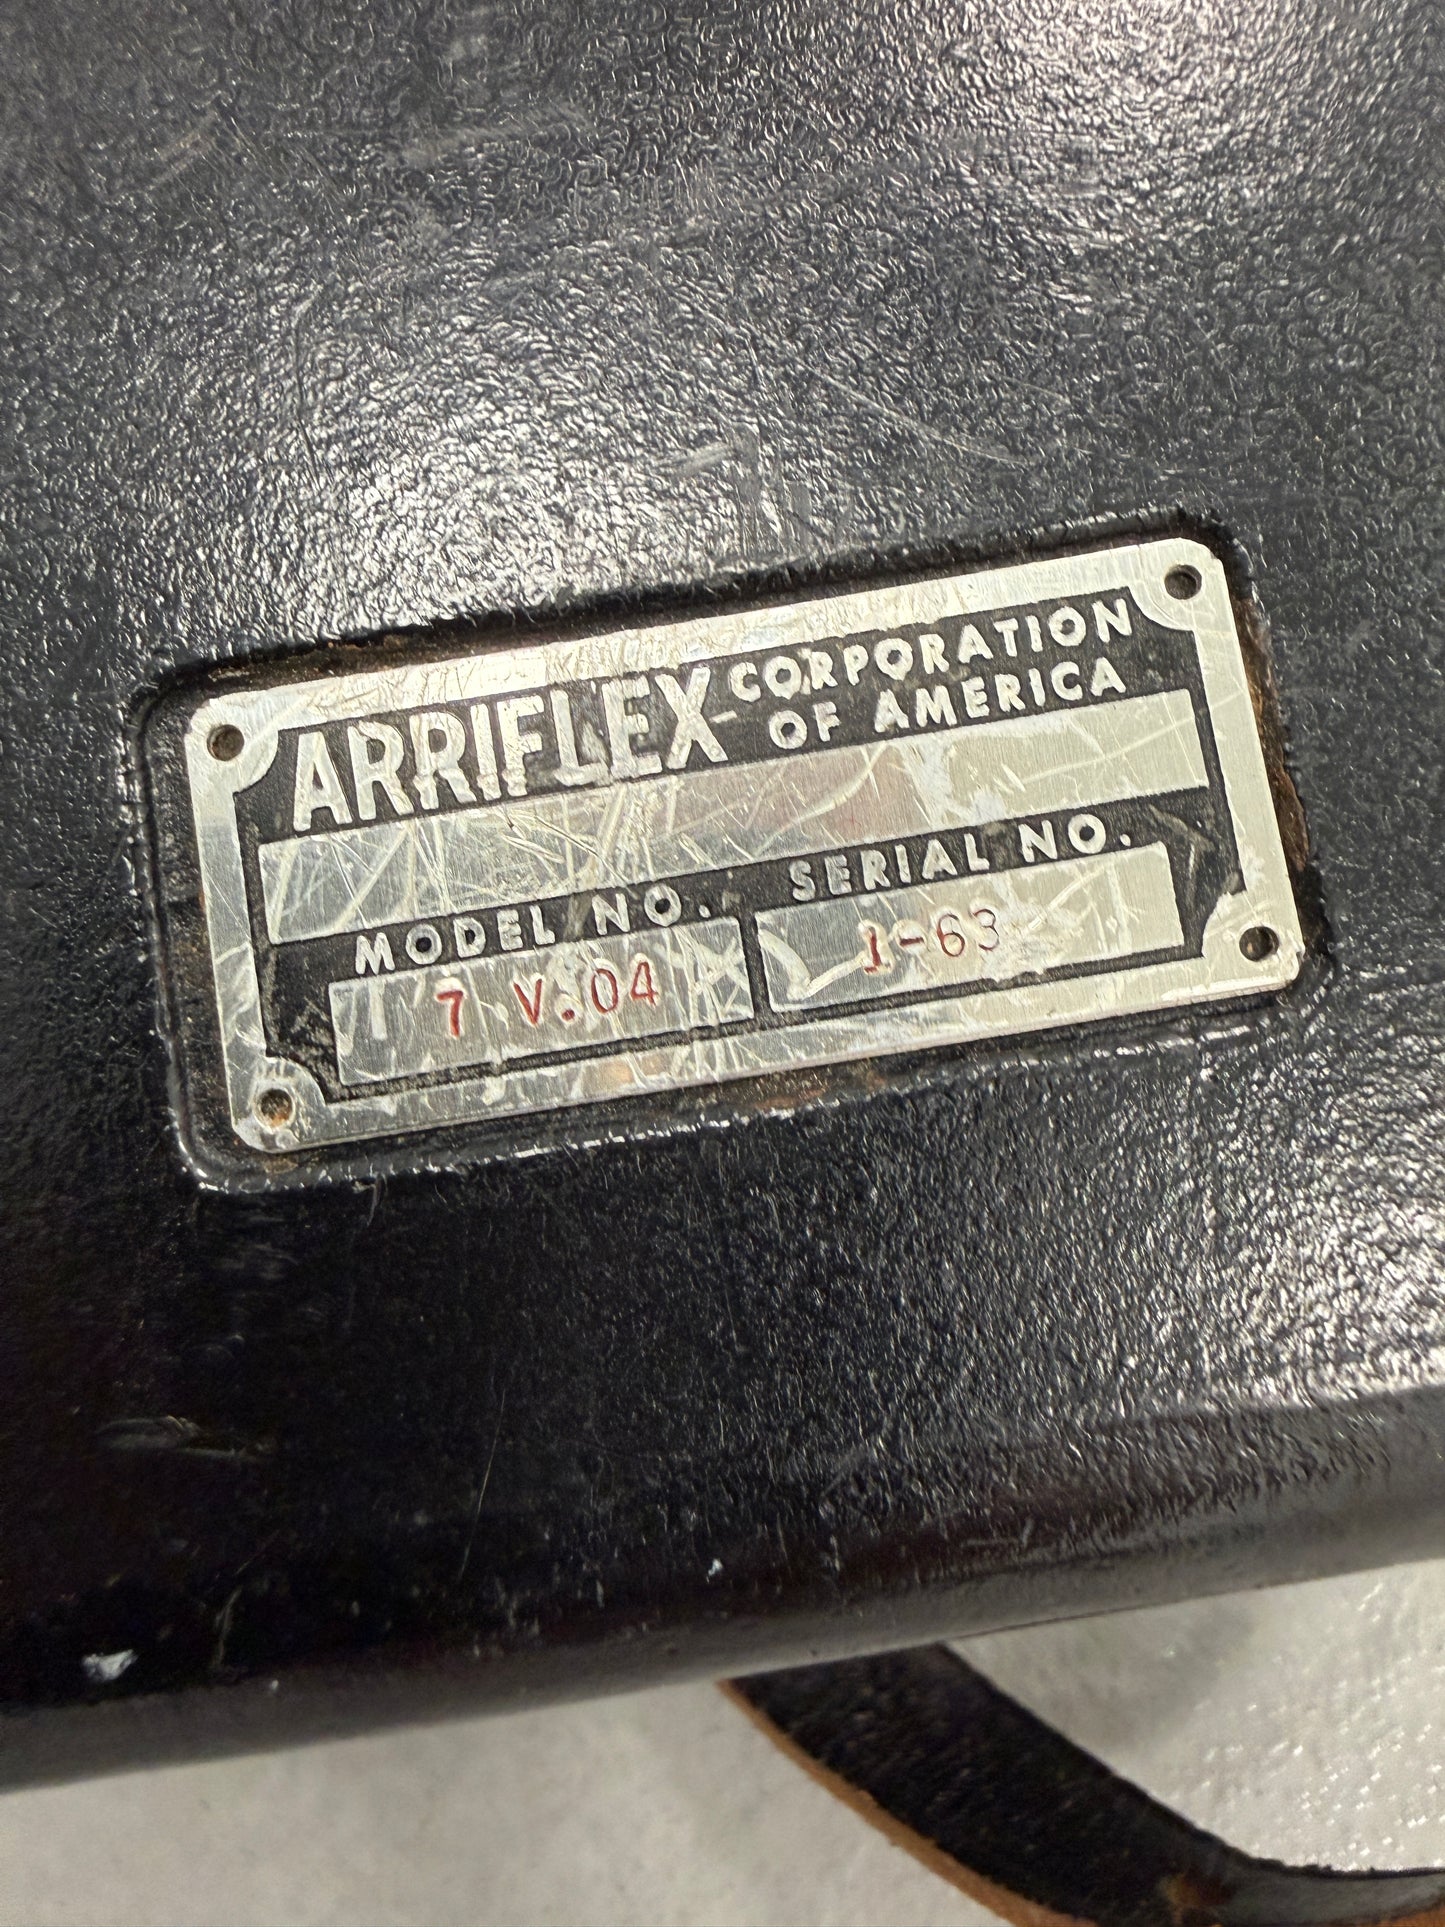 ARRIFLEX CORPORATION
OF AMERICA
MODEL NO. SERIAL NO.
7 V.04 1-63